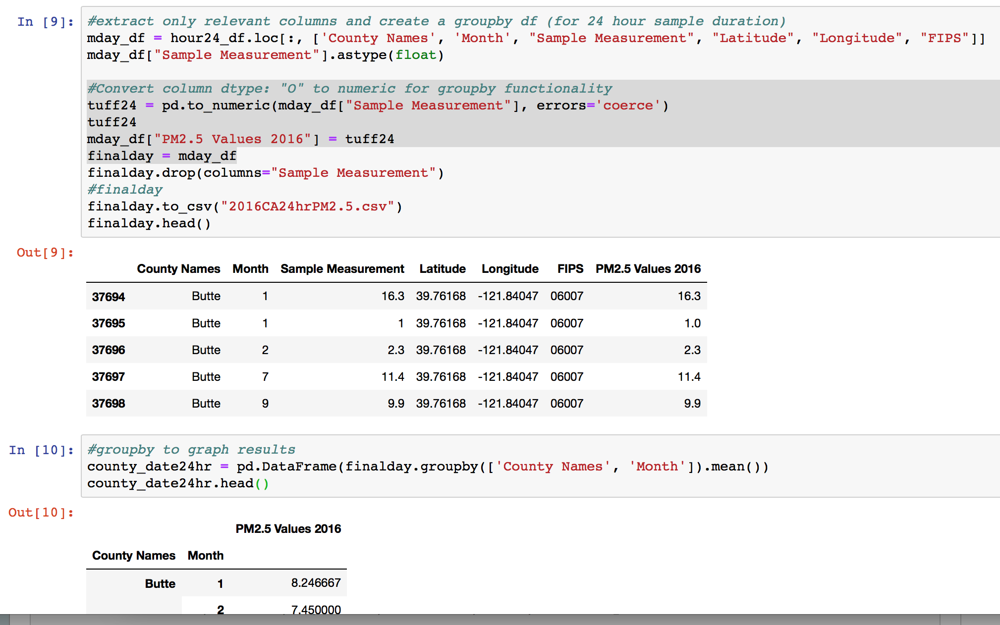 In [9]:
#extract only relevant columns and create a groupby df (for 24 hour sample duration)
mday_df = hour24_df.loc[:, ['County Names', 'Month', "Sample Measurement", "Latitude", "Longitude", "FIPS"]]
mday_df["Sample Measurement"].astype(float)
#Convert column dtype: "O" to numeric for groupby functionality
tuff24 = pd.to_numeric(mday_df["Sample Measurement"], errors='coerce')
tuff24
mday_df["PM2.5 Values 2016"] = tuff24
finalday = mday_df
finalday.drop(columns="Sample Measurement")
#finalday
finalday.to_csv("2016CA24hrPM2.5.csv")
finalday.head()
Out[9]:
County Names Month Sample Measurement Latitude Longitude FIPS PM2.5 Values 2016
37694 Butte 1 16.3 39.76168 -121.84047 06007 16.3
37695 Butte 1 1 39.76168 -121.84047 06007 1.0
37696 Butte 2 2.3 39.76168 -121.84047 06007 2.3
37697 Butte 7 11.4 39.76168 -121.84047 06007 11.4
37698 Butte 9 9.9 39.76168 -121.84047 06007 9.9
In [10]:
#groupby to graph results
county_date24hr = pd.DataFrame(finalday.groupby(['County Names', 'Month']).mean())
county_date24hr.head()
Out[10]:
PM2.5 Values 2016
County Names Month
Butte 1 8.246667
2 7.450000